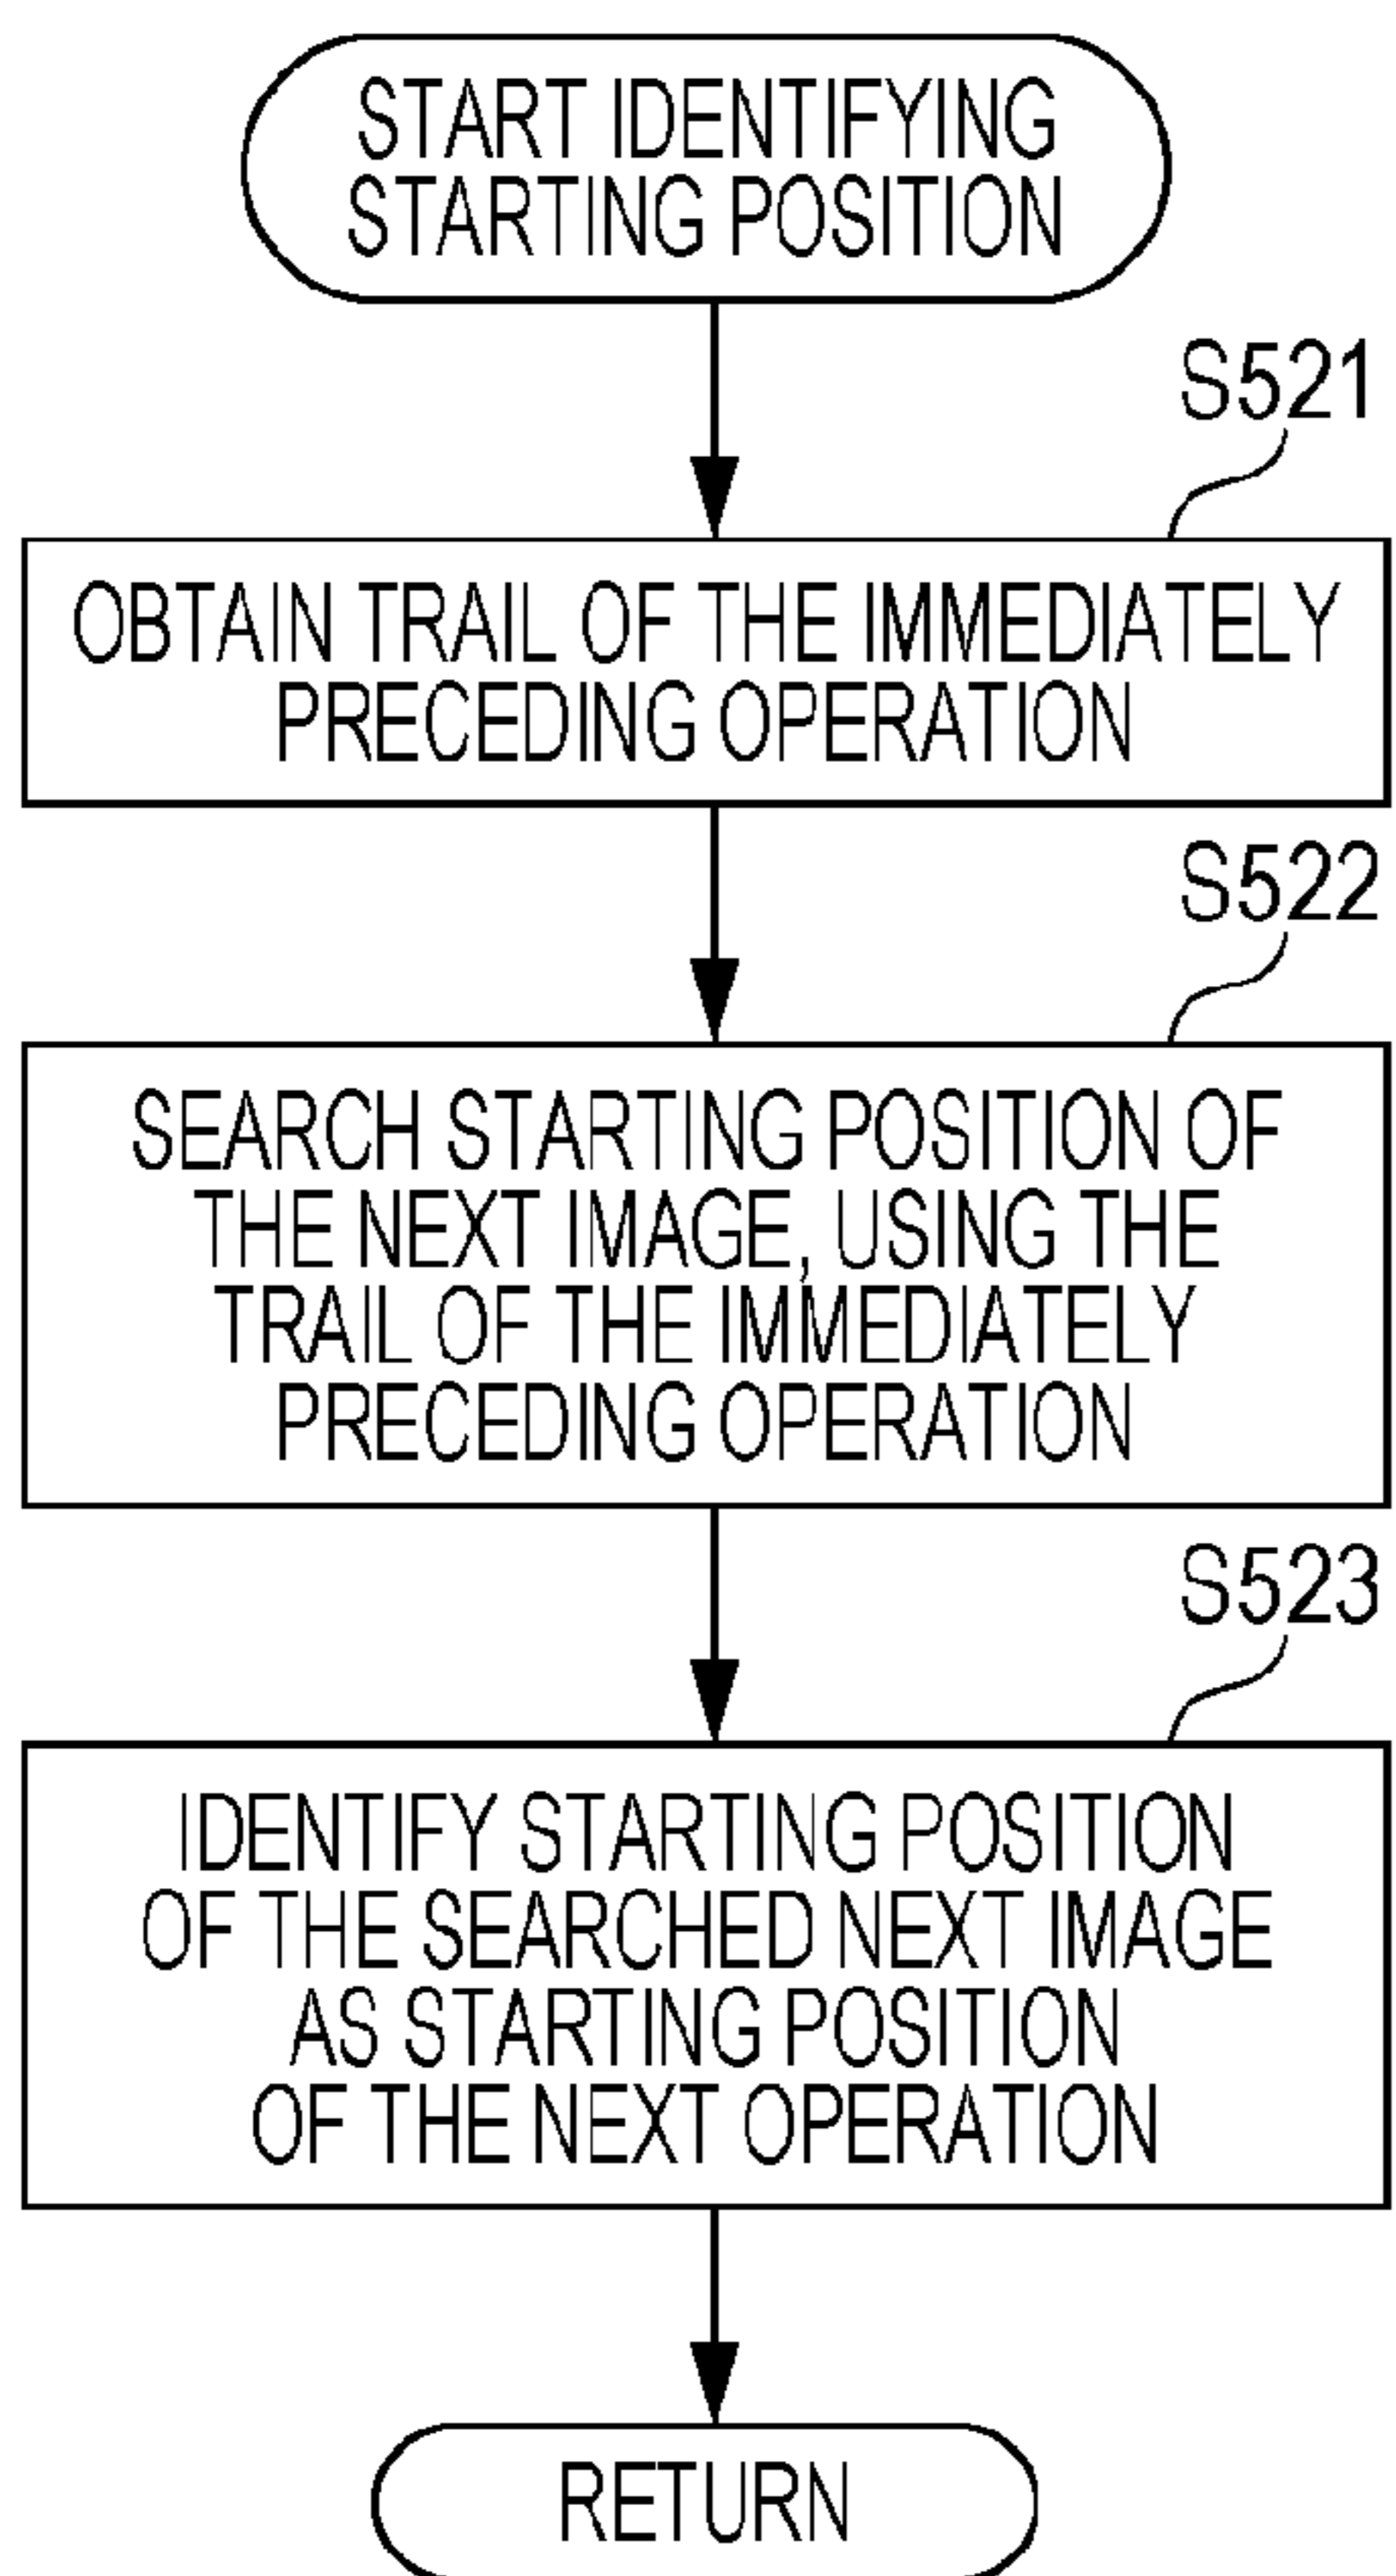 START IDENTIFYING
STARTING POSITION
S521
OBTAIN TRAIL OF THE IMMEDIATELY
PRECEDING OPERATION
S522
SEARCH STARTING POSITION OF
THE NEXT IMAGE, USING THE
TRAIL OF THE IMMEDIATELY
PRECEDING OPERATION
S523
IDENTIFY STARTING POSITION
OF THE SEARCHED NEXT IMAGE
AS STARTING POSITION
OF THE NEXT OPERATION
RETURN